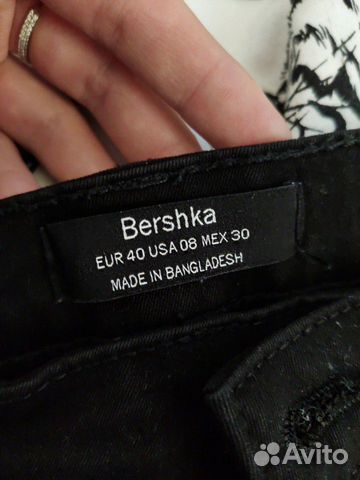 Bershka
EUR 40 USA 08 MEX 30
MADE IN BANGLADESH
Avito